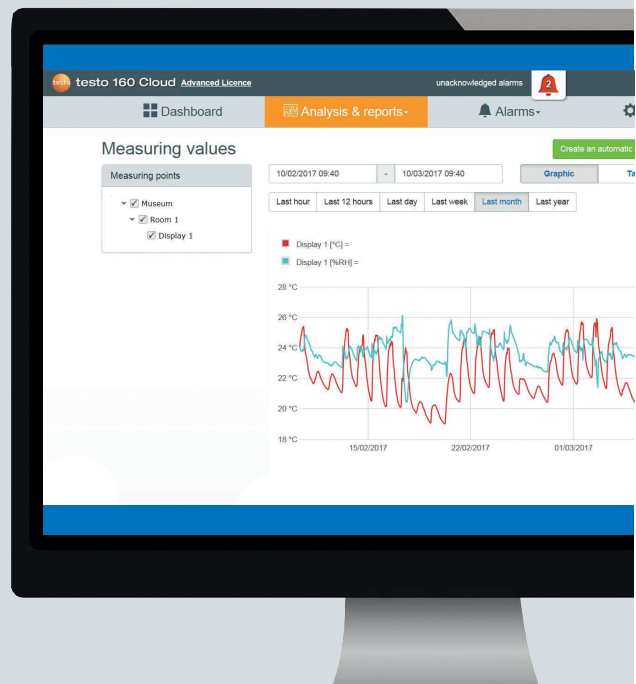 testo testo 160 Cloud Advanced Licence unacknowledged alarms 2
Dashboard Analysis & reports Alarms
Measuring values
Create an automatic
Measuring points
10/02/2017 09:40 - 10/03/2017 09:40 Graphic Ta
Last hour Last 12 hours Last day Last week Last month Last year
Museum
Room 1
Display 1
Display 1 [°C] =
Display 1 [%RH] =
28 °C
26 °C
24 °C
22 °C
20 °C
18 °C
15/02/2017 22/02/2017 01/03/2017